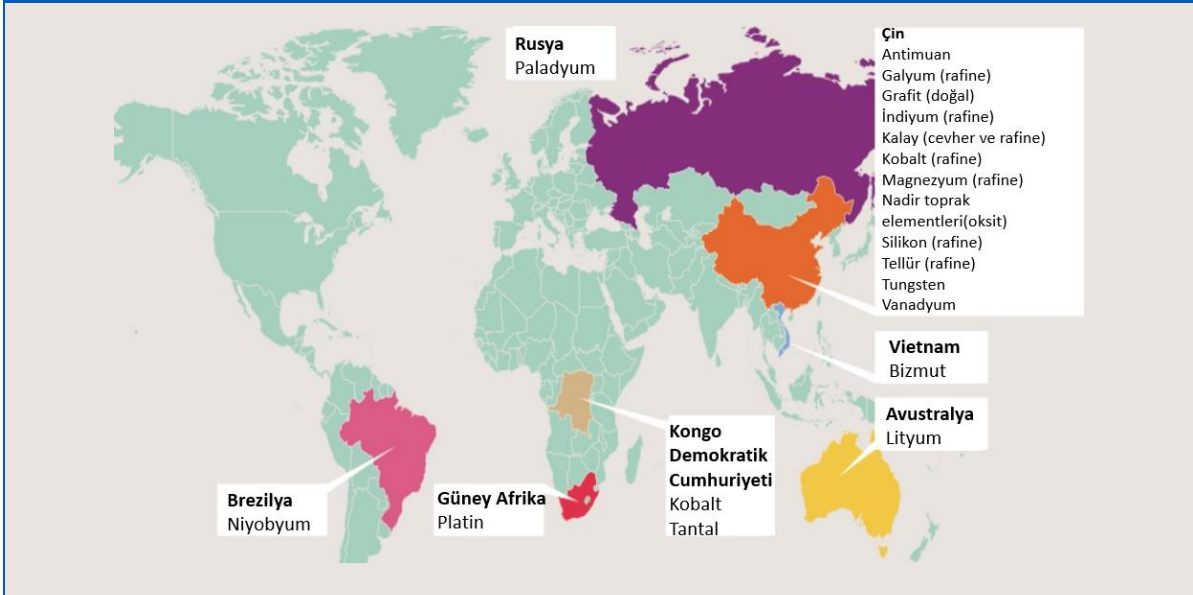 Rusya
Paladyum
Çin
Antimuan
Galyum (rafine)
Grafit (doğal)
İndiyum (rafine)
Kalay (cevher ve rafine)
Kobalt (rafine)
Magnezyum (rafine)
Nadir toprak
elementleri(oksit)
Silikon (rafine)
Tellür (rafine)
Tungsten
Vanadyum
Vietnam
Bizmut
Avustralya
Lityum
Kongo
Demokratik
Cumhuriyeti
Kobalt
Tantal
Güney Afrika
Platin
Brezilya
Niyobyum